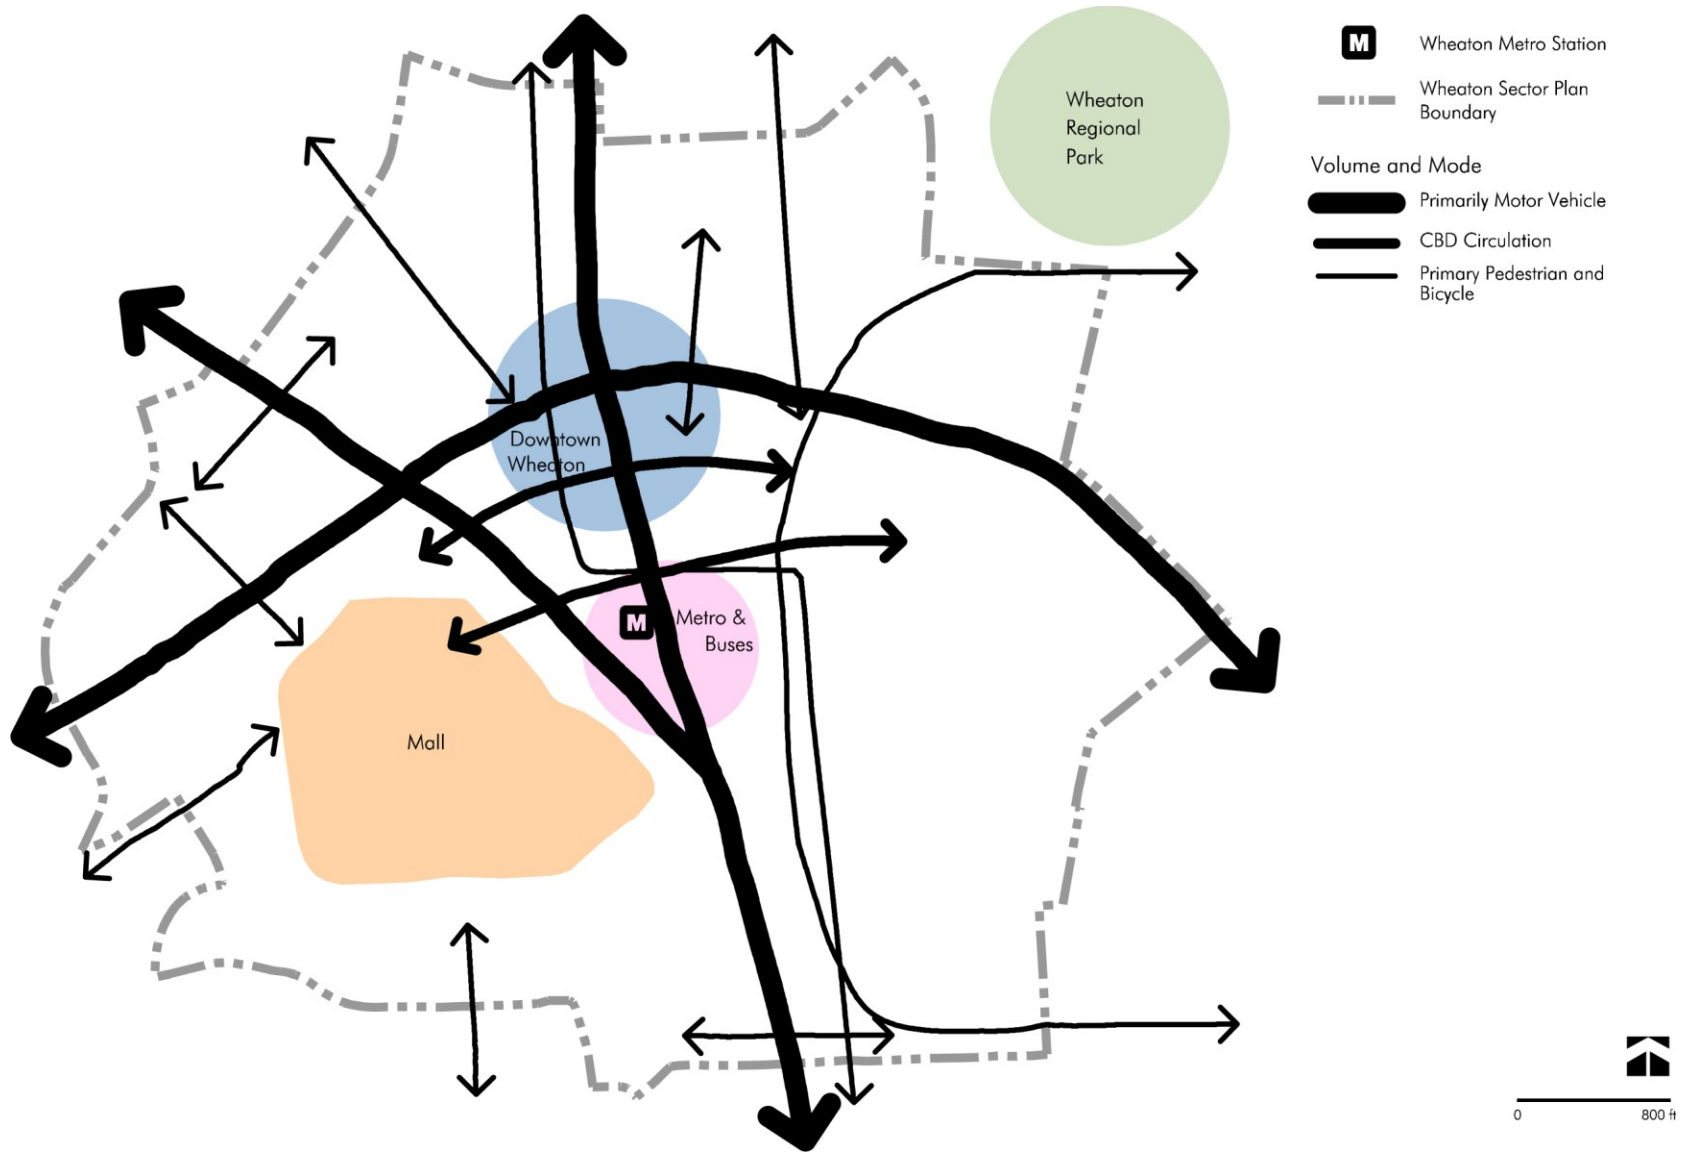 M
Wheaton Metro Station
Wheaton Sector Plan
Boundary
Volume and Mode
Primarily Motor Vehicle
CBD Circulation
Primary Pedestrian and
Bicycle
Wheaton
Regional
Park
Downtown
Wheaton
M
Metro &
Buses
Mall
0
800 ft